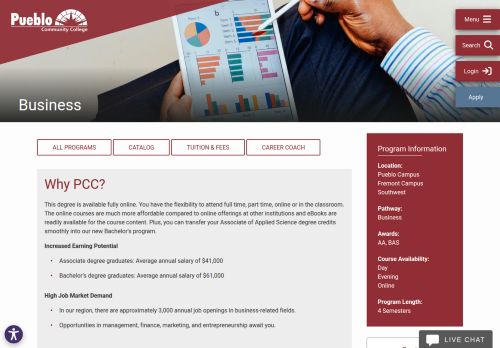 Pueblo
Community College
Menu
Search
Login
Apply
Business
ALL PROGRAMS
CATALOG
TUITION & FEES
CAREER COACH
Why PCC?
This degree is available fully online. You have the flexibility to attend full time, part time, online or in the classroom.
The online courses are much more affordable compared to online offerings at other institutions and eBooks are
readily available for the course content. Plus, you can transfer your Associate of Applied Science degree credits
smoothly into our new Bachelor's program.
Increased Earning Potential
Associate degree graduates: Average annual salary of $41,000
Bachelor's degree graduates: Average annual salary of $61,000
High Job Market Demand
In our region, there are approximately 3,000 annual job openings in business-related fields.
Opportunities in management, finance, marketing, and entrepreneurship await you.
Program Information
Location:
Pueblo Campus
Fremont Campus
Southwest
Pathway:
Business
Awards:
AA, BAS
Course Availability:
Day
Evening
Online
Program Length:
4 Semesters
LIVE CHAT